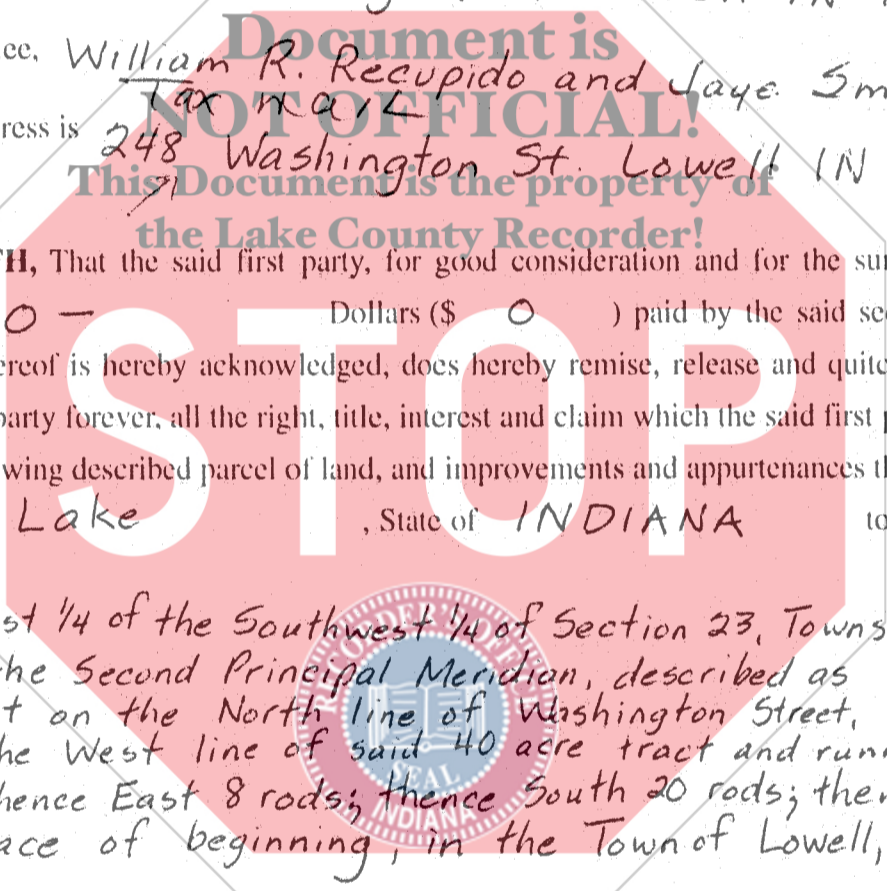 Document is
ce, William R. Recupido and Jaye Sm
Tax mail
NOT OFFICIAL!
ress is 248 Washington St. Lowell IN
This Document is the property of
the Lake County Recorder!
TH, That the said first party, for good consideration and for the sum
0 — Dollars ($ 0 ) paid by the said sec
ereof is hereby acknowledged, does hereby remise, release and quitc
party forever, all the right, title, interest and claim which the said first p
wing described parcel of land, and improvements and appurtenances th
Lake , State of INDIANA to
STOP
st 1/4 of the Southwest 1/4 of Section 23, Towns
he Second Principal Meridian, described as
t on the North line of Washington Street,
he West line of said 40 acre tract and runn
hence East 8 rods; thence South 20 rods; then
ace of beginning, in the Town of Lowell,
RECORDER'S OFFICE
SEAL
INDIANA